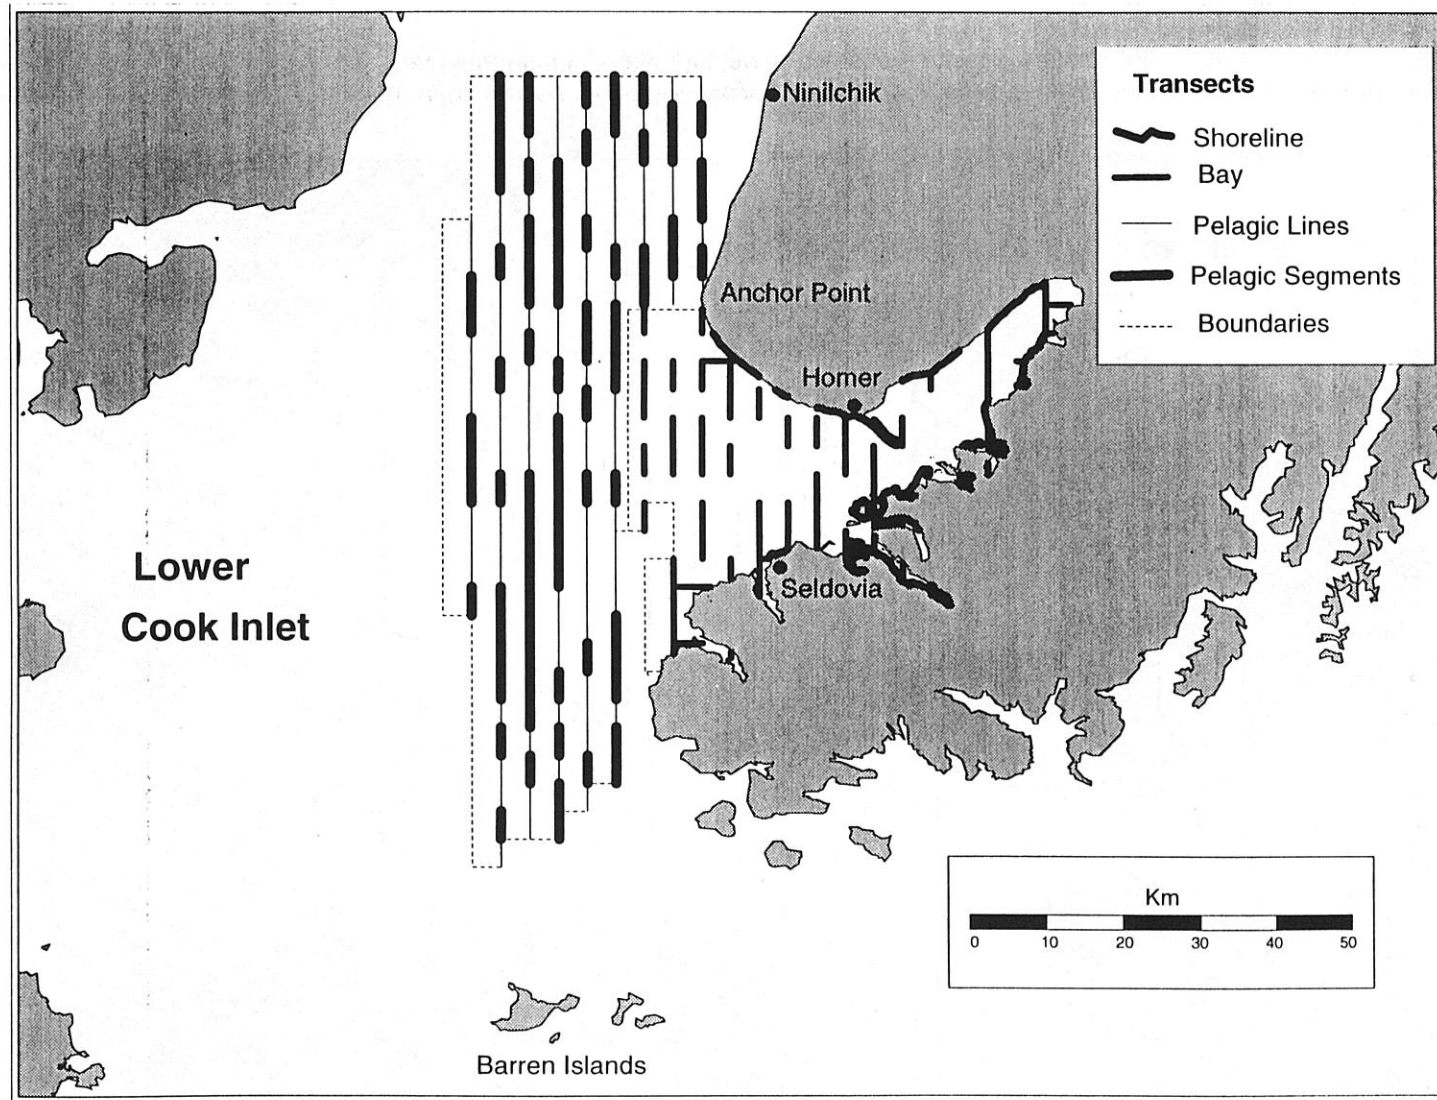 Ninilchik
Transects
Shoreline
Bay
Pelagic Lines
Pelagic Segments
Boundaries
Anchor Point
Homer
Seldovia
Lower
Cook Inlet
Km
0 10 20 30 40 50
Barren Islands